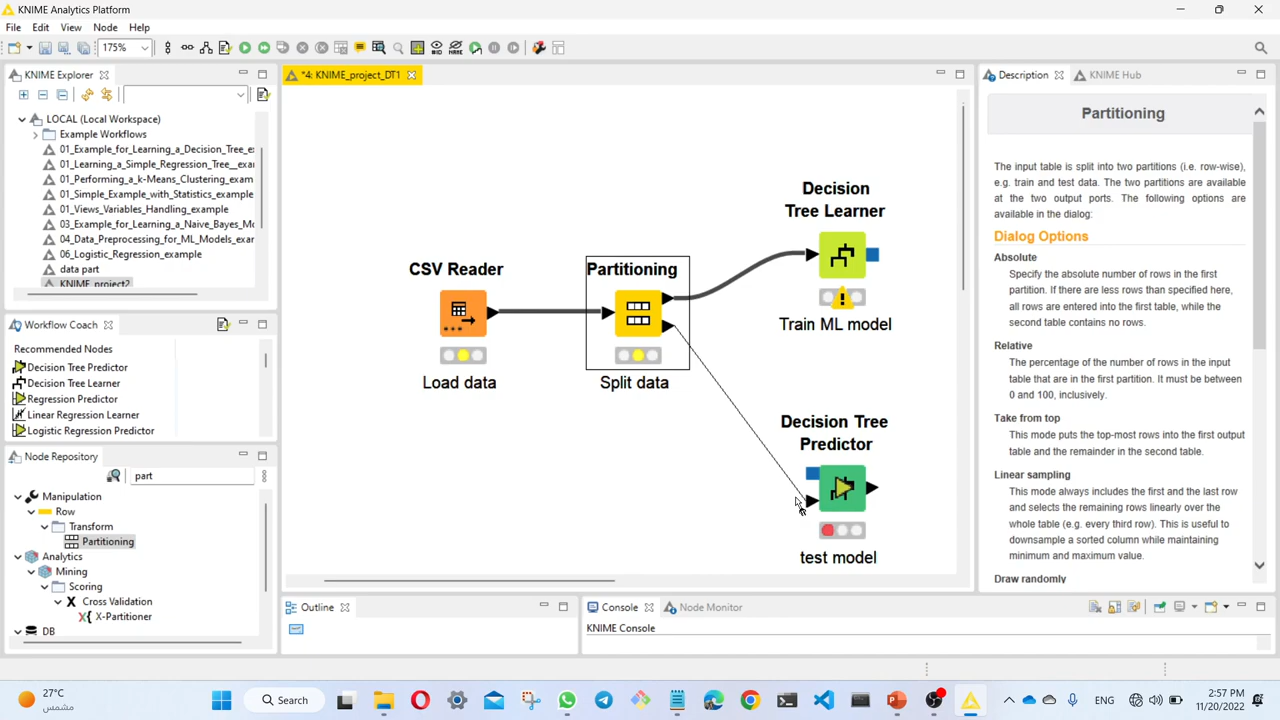 KNIME Analytics Platform
File Edit View Node Help
175%
KNIME Explorer
LOCAL (Local Workspace)
Example Workflows
01_Example_for_Learning_a_Decision_Tree_e
01_Learning_a_Simple_Regression_Tree__exa
01_Performing_a_k-Means_Clustering_exam
01_Simple_Example_with_Statistics_example
01_Views_Variables_Handling_example
03_Example_for_Learning_a_Naive_Bayes_Mo
04_Data_Preprocessing_for_ML_Models_exar
06_Logistic_Regression_example
data part
KNIME_project2
Workflow Coach
Recommended Nodes
Decision Tree Predictor
Decision Tree Learner
Regression Predictor
Linear Regression Learner
Logistic Regression Predictor
Node Repository
part
Manipulation
Row
Transform
Partitioning
Analytics
Mining
Scoring
Cross Validation
X-Partitioner
DB
*4: KNIME_project_DT1
CSV Reader
Load data
Partitioning
Split data
Decision
Tree Learner
Train ML model
Decision Tree
Predictor
test model
Outline
Console
Node Monitor
KNIME Console
Description
KNIME Hub
Partitioning
The input table is split into two partitions (i.e. row-wise),
e.g. train and test data. The two partitions are available
at the two output ports. The following options are
available in the dialog:
Dialog Options
Absolute
Specify the absolute number of rows in the first
partition. If there are less rows than specified here,
all rows are entered into the first table, while the
second table contains no rows.
Relative
The percentage of the number of rows in the input
table that are in the first partition. It must be between
0 and 100, inclusively.
Take from top
This mode puts the top-most rows into the first output
table and the remainder in the second table.
Linear sampling
This mode always includes the first and the last row
and selects the remaining rows linearly over the
whole table (e.g. every third row). This is useful to
downsample a sorted column while maintaining
minimum and maximum value.
Draw randomly
27°C
مشمس
Search
ENG
2:57 PM
11/20/2022